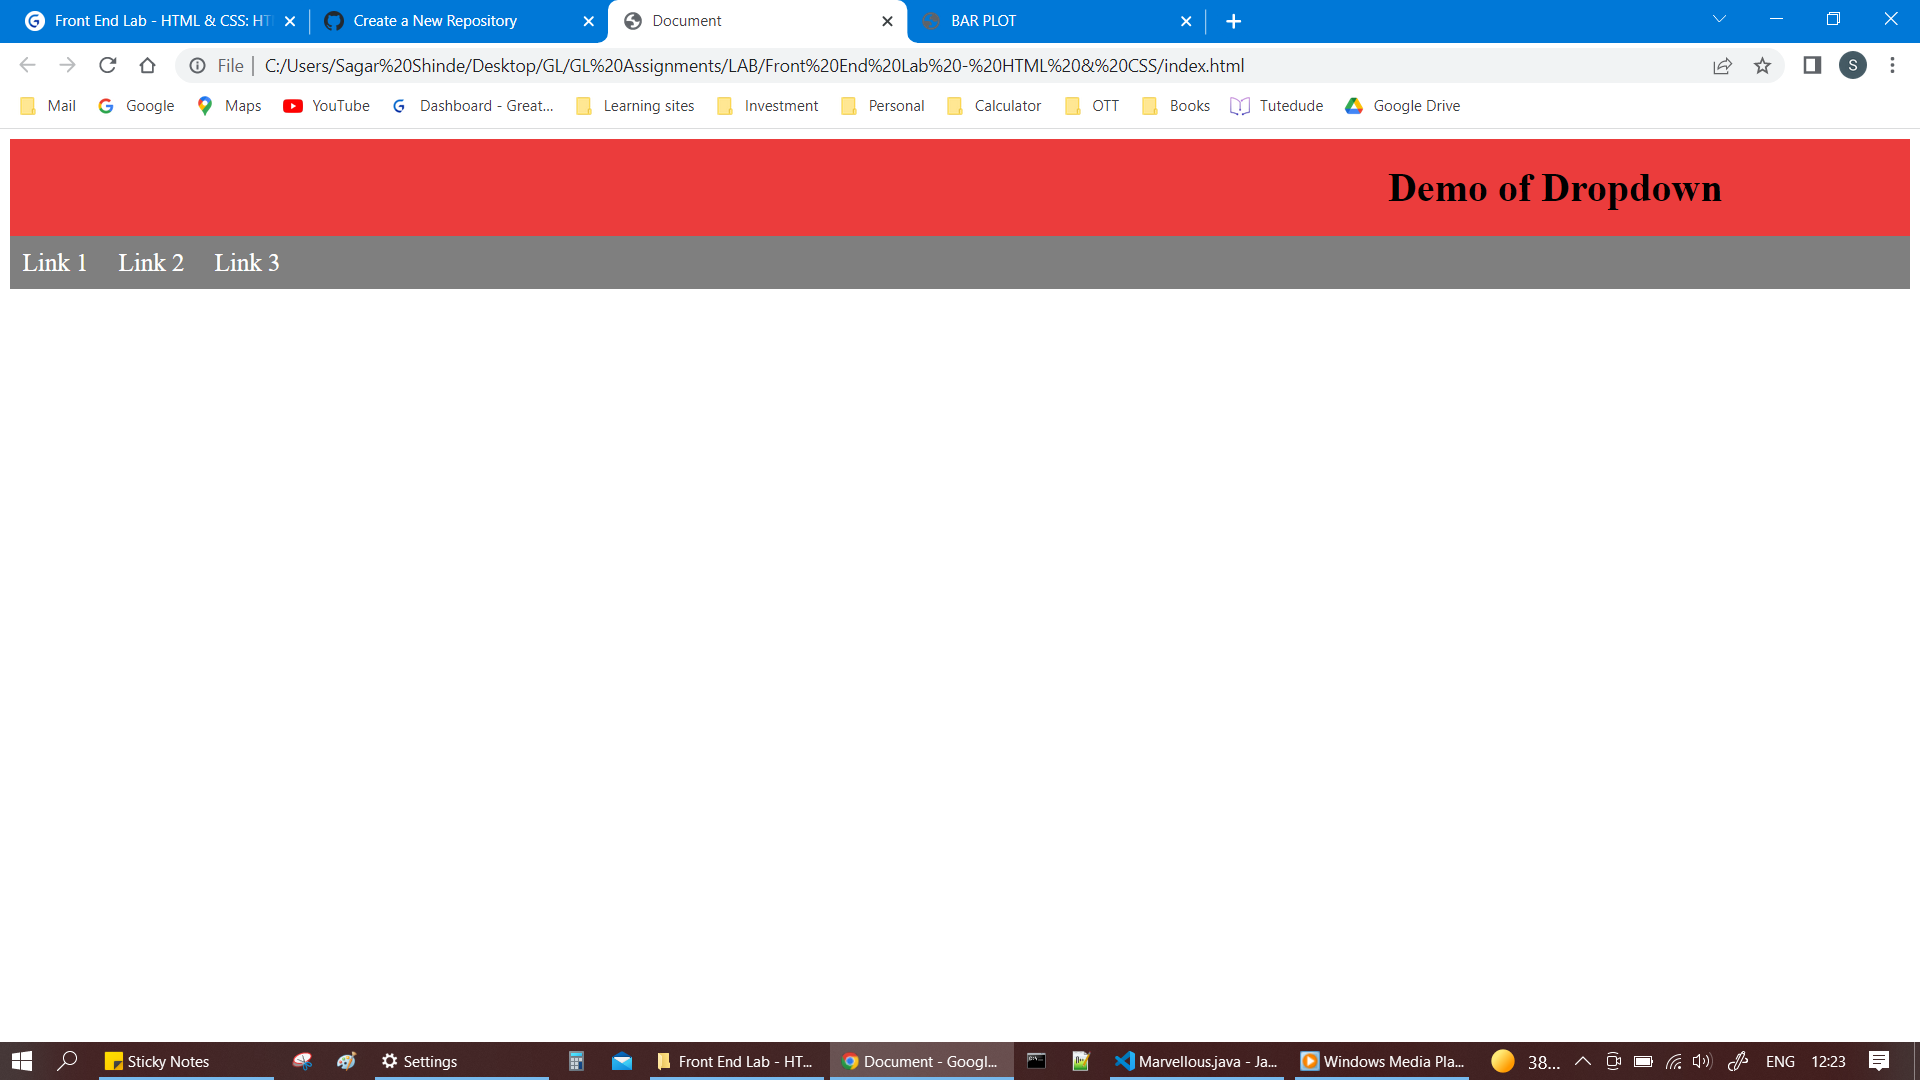 Front End Lab - HTML & CSS: HT
Create a New Repository
Document
BAR PLOT
File
C:/Users/Sagar%20Shinde/Desktop/GL/GL%20Assignments/LAB/Front%20End%20Lab%20-%20HTML%20&%20CSS/index.html
S
Mail Google Maps YouTube Dashboard - Great... Learning sites Investment Personal Calculator OTT Books Tutedude Google Drive
Demo of Dropdown
Link 1 Link 2 Link 3
Sticky Notes Settings Front End Lab - HT... Document - Googl... Marvellous.java - Ja... Windows Media Pla... 38... ENG 12:23